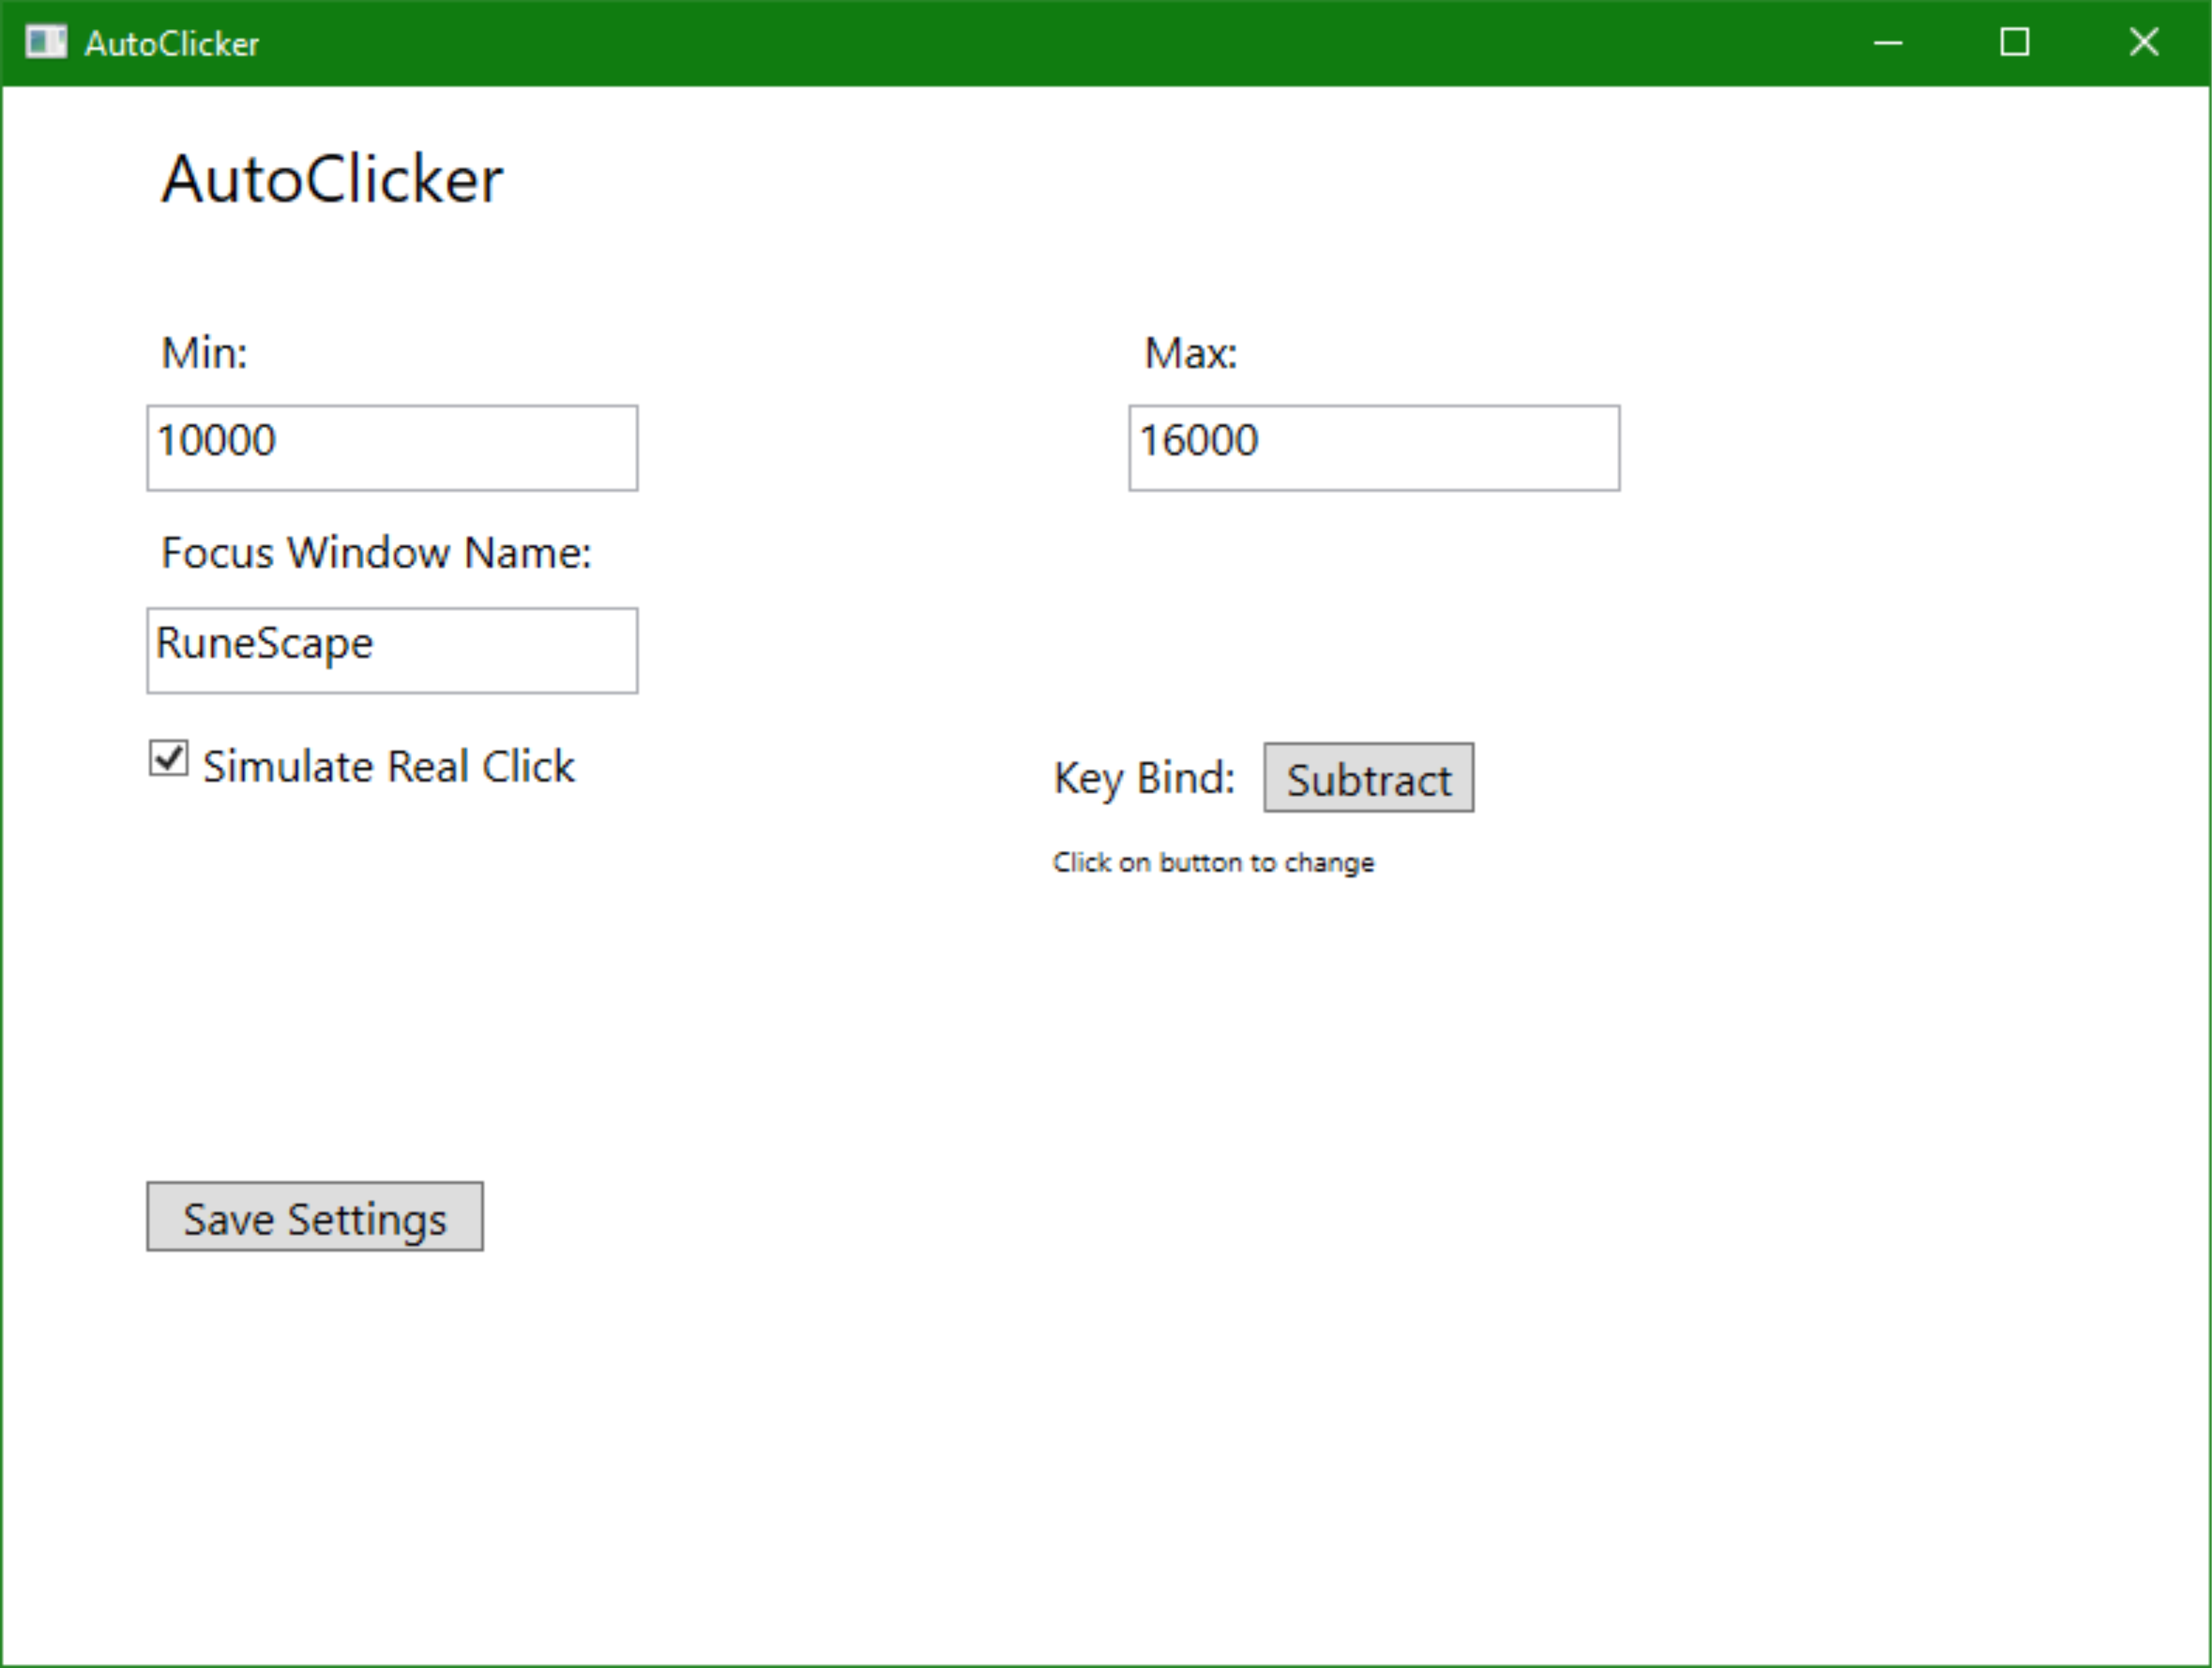 AutoClicker
AutoClicker
Min:
Max:
10000
16000
Focus Window Name:
RuneScape
Simulate Real Click
Key Bind:
Subtract
Click on button to change
Save Settings